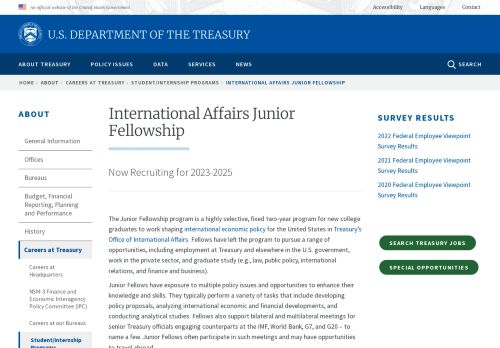 An official website of the United States Government
Accessibility Languages Contact
U.S. DEPARTMENT OF THE TREASURY
ABOUT TREASURY POLICY ISSUES DATA SERVICES NEWS SEARCH
HOME › ABOUT › CAREERS AT TREASURY › STUDENT/INTERNSHIP PROGRAMS › INTERNATIONAL AFFAIRS JUNIOR FELLOWSHIP
ABOUT
General Information
Offices
Bureaus
Budget, Financial
Reporting, Planning
and Performance
History
Careers at Treasury
Careers at
Headquarters
NSM-3 Finance and
Economic Interagency
Policy Committee (IPC)
Careers at our Bureaus
Student/Internship
Programs
International Affairs Junior
Fellowship
Now Recruiting for 2023-2025
The Junior Fellowship program is a highly selective, fixed two-year program for new college
graduates to work shaping international economic policy for the United States in Treasury's
Office of International Affairs. Fellows have left the program to pursue a range of
opportunities, including employment at Treasury and elsewhere in the U.S. government,
work in the private sector, and graduate study (e.g., law, public policy, international
relations, and finance and business).
Junior Fellows have exposure to multiple policy issues and opportunities to enhance their
knowledge and skills. They typically perform a variety of tasks that include developing
policy proposals, analyzing international economic and financial developments, and
conducting analytical studies. Fellows also support bilateral and multilateral meetings for
senior Treasury officials engaging counterparts at the IMF, World Bank, G7, and G20 – to
name a few. Junior Fellows often participate in such meetings and may have opportunities
to travel abroad.
SURVEY RESULTS
2022 Federal Employee Viewpoint
Survey Results
2021 Federal Employee Viewpoint
Survey Results
2020 Federal Employee Viewpoint
Survey Results
SEARCH TREASURY JOBS
SPECIAL OPPORTUNITIES